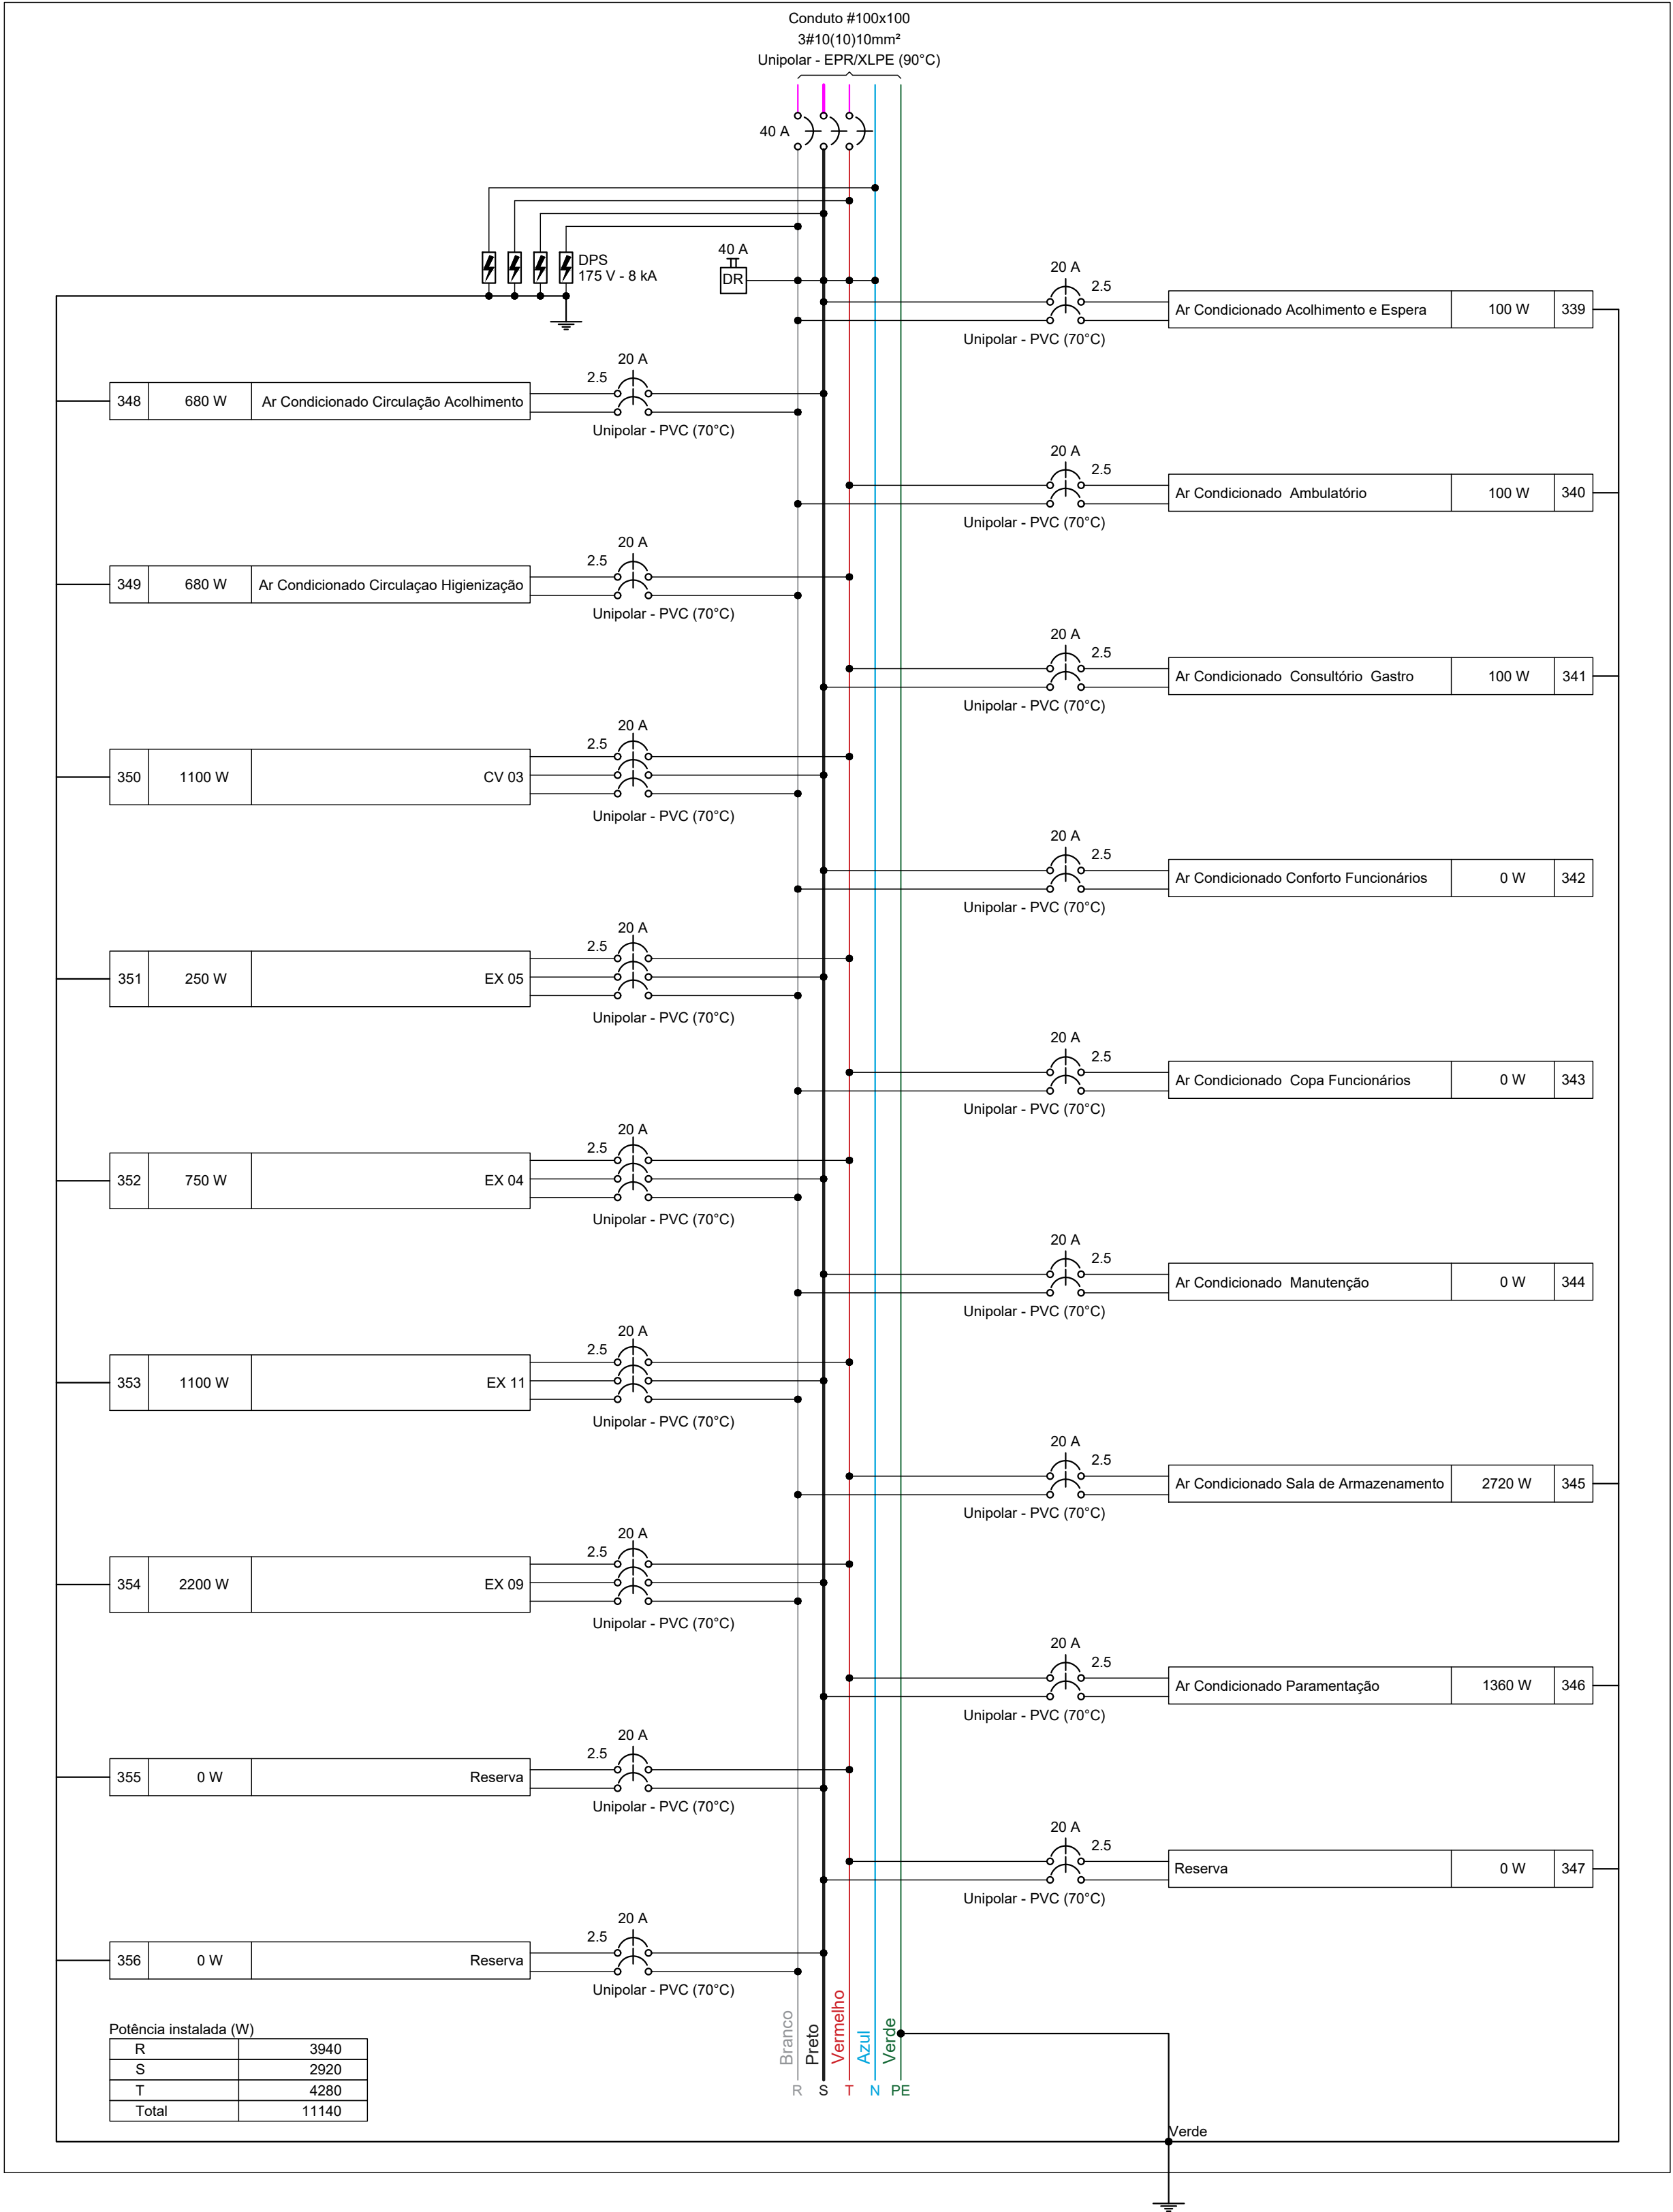 Conduto #100x100
3#10(10)10mm²
Unipolar - EPR/XLPE (90°C)
40 A
DPS
175 V - 8 kA
40 A
DR
20 A
2.5
Ar Condicionado Acolhimento e Espera 100 W 339
Unipolar - PVC (70°C)
20 A
2.5
348 680 W Ar Condicionado Circulação Acolhimento
Unipolar - PVC (70°C)
20 A
2.5
Ar Condicionado  Ambulatório 100 W 340
Unipolar - PVC (70°C)
20 A
2.5
349 680 W Ar Condicionado Circulaçao Higienização
Unipolar - PVC (70°C)
20 A
2.5
Ar Condicionado  Consultório  Gastro 100 W 341
Unipolar - PVC (70°C)
20 A
2.5
350 1100 W CV 03
Unipolar - PVC (70°C)
20 A
2.5
Ar Condicionado Conforto Funcionários 0 W 342
Unipolar - PVC (70°C)
20 A
2.5
351 250 W EX 05
Unipolar - PVC (70°C)
20 A
2.5
Ar Condicionado  Copa Funcionários 0 W 343
Unipolar - PVC (70°C)
20 A
2.5
352 750 W EX 04
Unipolar - PVC (70°C)
20 A
2.5
Ar Condicionado  Manutenção 0 W 344
Unipolar - PVC (70°C)
20 A
2.5
353 1100 W EX 11
Unipolar - PVC (70°C)
20 A
2.5
Ar Condicionado Sala de Armazenamento 2720 W 345
Unipolar - PVC (70°C)
20 A
2.5
354 2200 W EX 09
Unipolar - PVC (70°C)
20 A
2.5
Ar Condicionado Paramentação 1360 W 346
Unipolar - PVC (70°C)
20 A
2.5
355 0 W Reserva
Unipolar - PVC (70°C)
20 A
2.5
Reserva 0 W 347
Unipolar - PVC (70°C)
20 A
2.5
356 0 W Reserva
Unipolar - PVC (70°C)
Branco
Preto
Vermelho
Azul
Verde
R S T N PE
Potência instalada (W)
R 3940
S 2920
T 4280
Total 11140
Verde